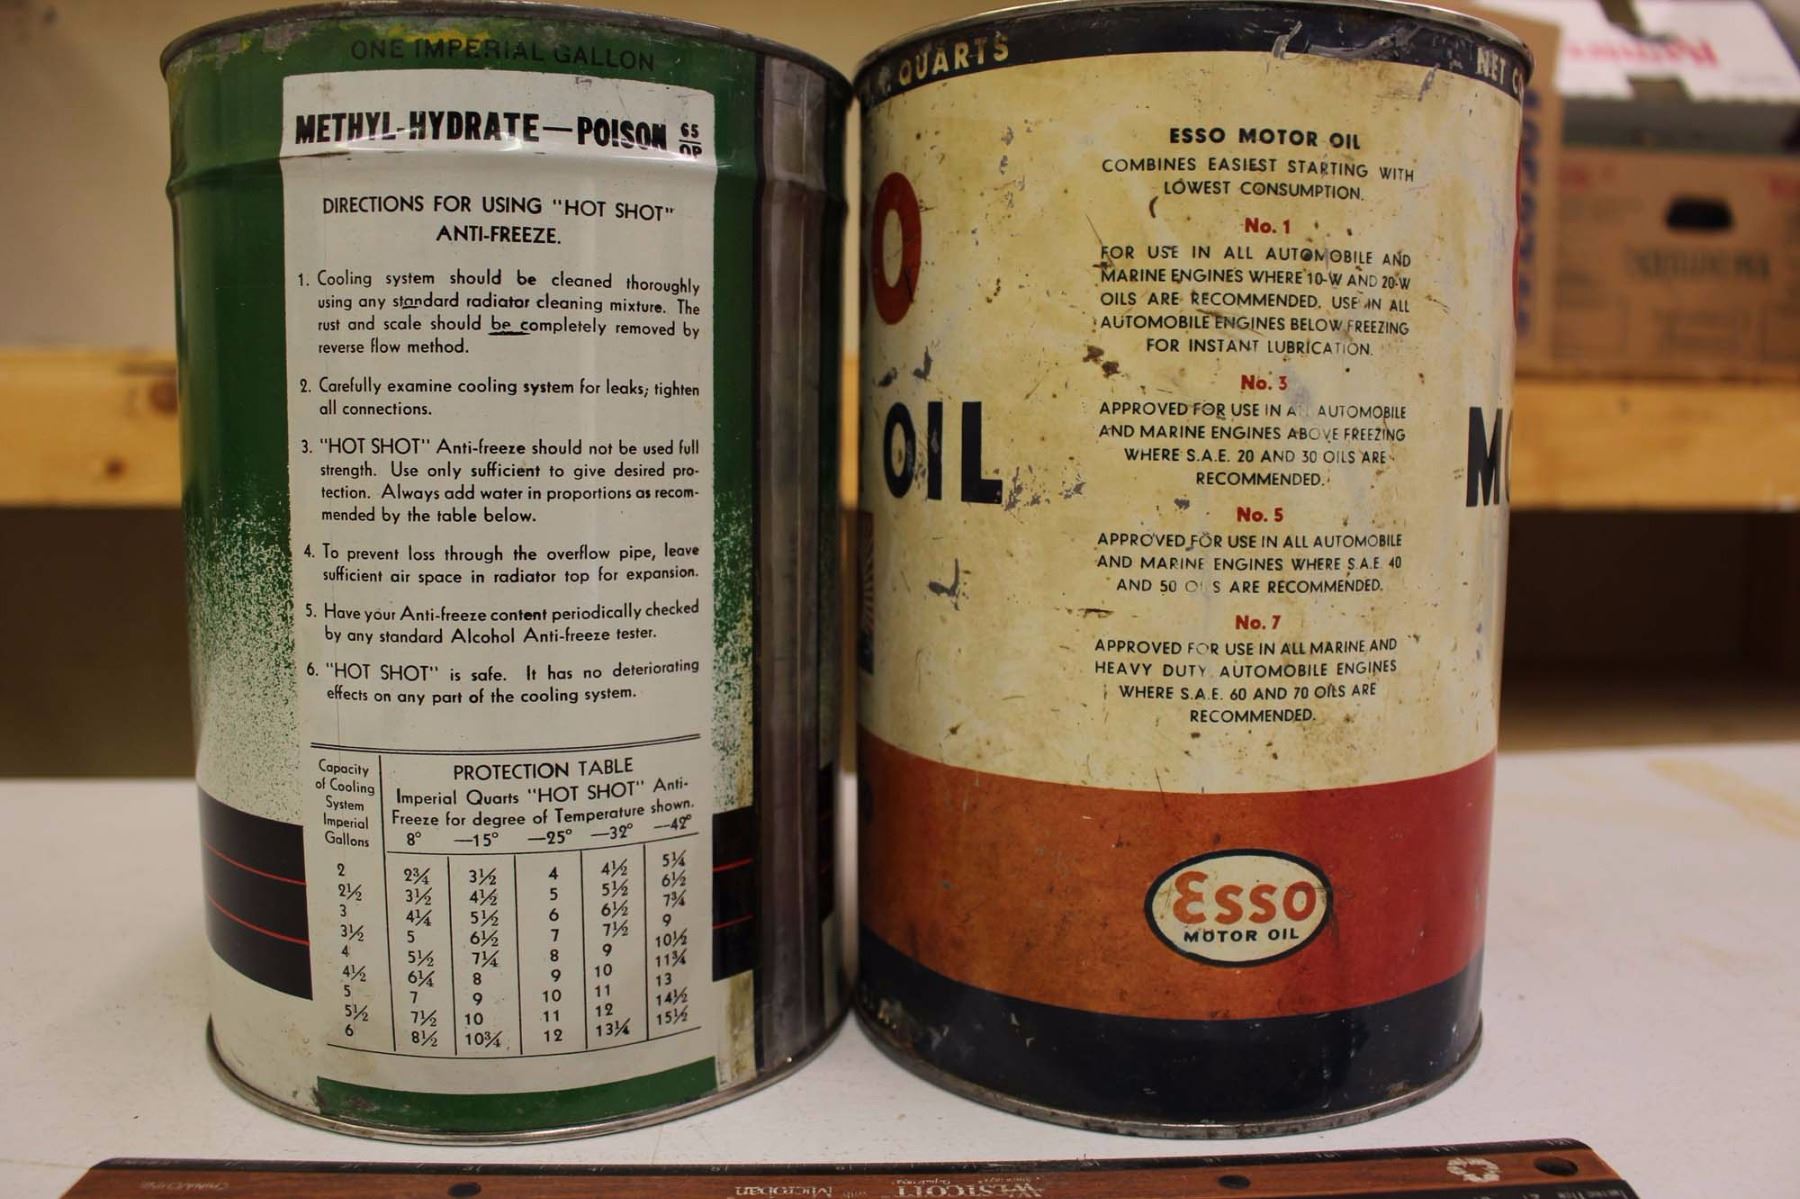 ONE IMPERIAL GALLON
METHYL-HYDRATE—POISON 65/OP
DIRECTIONS FOR USING "HOT SHOT"
ANTI-FREEZE.
1. Cooling system should be cleaned thoroughly
using any standard radiator cleaning mixture. The
rust and scale should be completely removed by
reverse flow method.
2. Carefully examine cooling system for leaks; tighten
all connections.
3. "HOT SHOT" Anti-freeze should not be used full
strength. Use only sufficient to give desired pro-
tection. Always add water in proportions as recom-
mended by the table below.
4. To prevent loss through the overflow pipe, leave
sufficient air space in radiator top for expansion.
5. Have your Anti-freeze content periodically checked
by any standard Alcohol Anti-freeze tester.
6. "HOT SHOT" is safe. It has no deteriorating
effects on any part of the cooling system.
Capacity
of Cooling
System
Imperial
Gallons
PROTECTION TABLE
Imperial Quarts "HOT SHOT" Anti-
Freeze for degree of Temperature shown.
8° —15° —25° —32° —42°
2 2¾ 3½ 4 4½ 5¼
2½ 3½ 4½ 5 5½ 6½
3 4¼ 5½ 6 6½ 7¾
3½ 5 6½ 7 7½ 9
4 5½ 7¼ 8 9 10½
4½ 6¼ 8 9 10 11¾
5 7 9 10 11 13
5½ 7½ 10 11 12 14½
6 8½ 10¾ 12 13¼ 15½
QUARTS
NET
O
OIL
M
ESSO MOTOR OIL
COMBINES EASIEST STARTING WITH
LOWEST CONSUMPTION.
No. 1
FOR USE IN ALL AUTOMOBILE AND
MARINE ENGINES WHERE 10-W AND 20-W
OILS ARE RECOMMENDED. USE IN ALL
AUTOMOBILE ENGINES BELOW FREEZING
FOR INSTANT LUBRICATION.
No. 3
APPROVED FOR USE IN A AUTOMOBILE
AND MARINE ENGINES ABOVE FREEZING
WHERE S.A.E. 20 AND 30 OILS ARE
RECOMMENDED.
No. 5
APPROVED FOR USE IN ALL AUTOMOBILE
AND MARINE ENGINES WHERE S.A.E. 40
AND 50 O S ARE RECOMMENDED.
No. 7
APPROVED FOR USE IN ALL MARINE AND
HEAVY DUTY AUTOMOBILE ENGINES
WHERE S.A.E. 60 AND 70 OILS ARE
RECOMMENDED.
Esso
MOTOR OIL
WESTCOTT with Microban